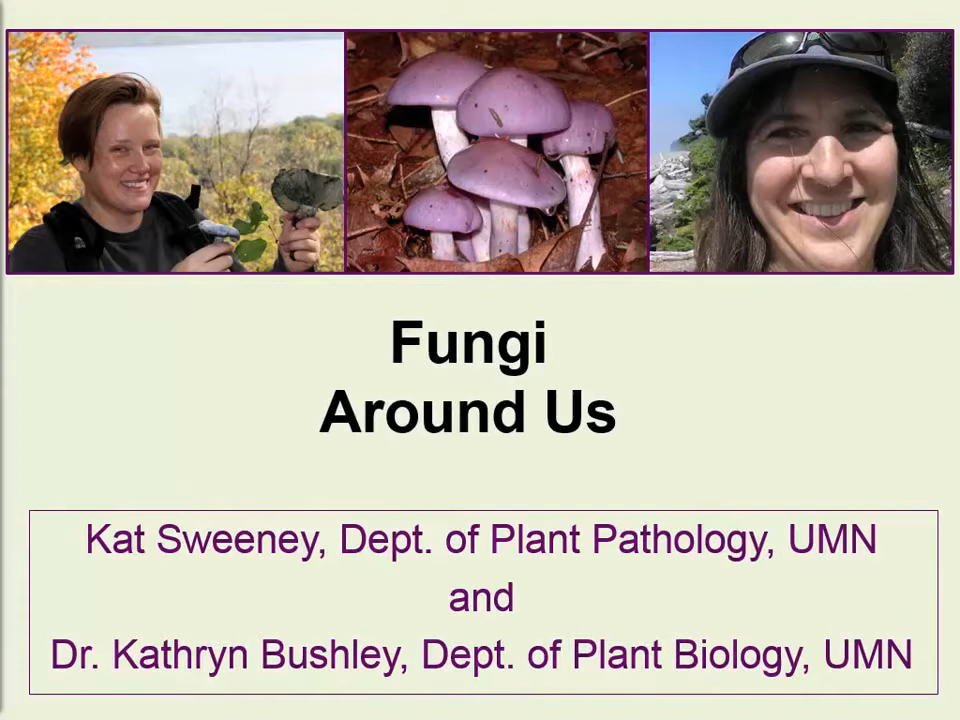 Fungi
Around Us
Kat Sweeney, Dept. of Plant Pathology, UMN
and
Dr. Kathryn Bushley, Dept. of Plant Biology, UMN